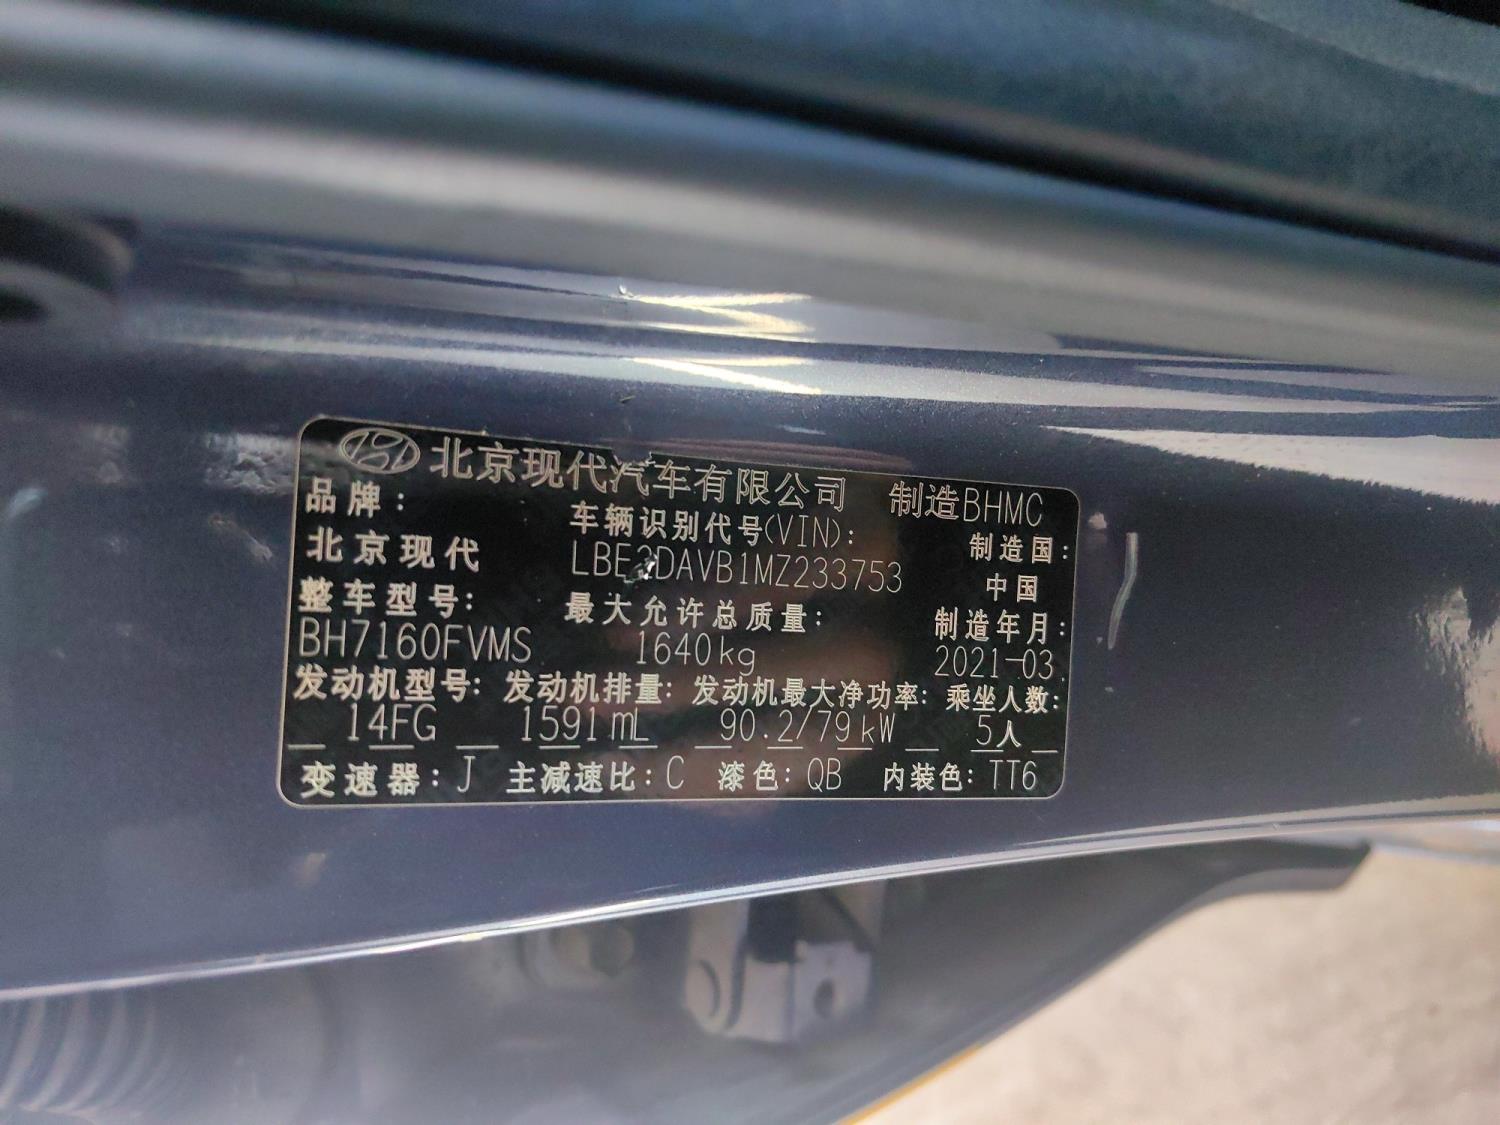 北京现代汽车有限公司 制造BHMC
品牌： 车辆识别代号(VIN)： 制造国：
北京现代 LBE2DAVB1MZ233753 中国
整车型号： 最大允许总质量： 制造年月：
BH7160FVMS 1640kg 2021-03
发动机型号： 发动机排量： 发动机最大净功率： 乘坐人数：
14FG 1591mL 90.2/79kW 5人
变速器：J 主减速比：C 漆色：QB 内装色：TT6